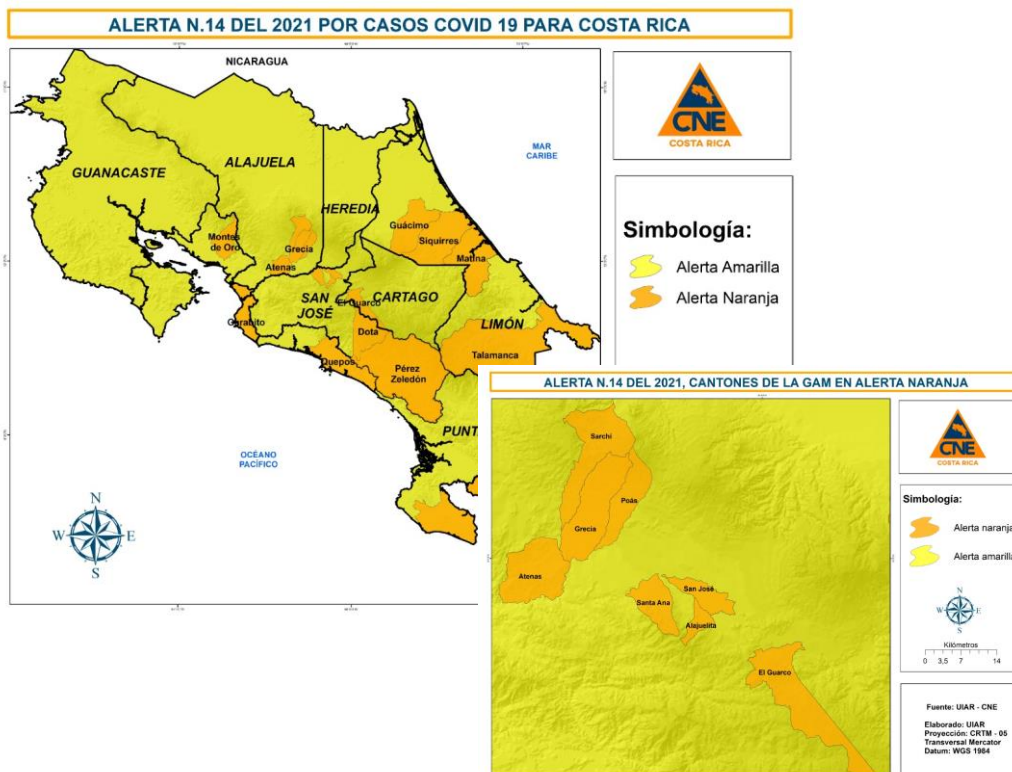 ALERTA N.14 DEL 2021 POR CASOS COVID 19 PARA COSTA RICA
NICARAGUA
MAR
CARIBE
GUANACASTE
ALAJUELA
HEREDIA
Montes
de Oro
Grecia
Atenas
Guácimo
Siquirres
Matina
SAN
JOSÉ
El Guarco
CARTAGO
Garabito
Dota
LIMÓN
Talamanca
Quepos
Pérez
Zeledón
OCÉANO
PACÍFICO
N
W
E
S
CNE
COSTA RICA
Simbología:
Alerta Amarilla
Alerta Naranja
ALERTA N.14 DEL 2021, CANTONES DE LA GAM EN ALERTA NARANJA
Sarchí
Poás
Grecia
Atenas
Santa Ana
San José
Alajuelita
El Guarco
CNE
COSTA RICA
Simbología:
Alerta naranja
Alerta amarilla
N
W
E
S
Kilómetros
0 3,5 7 14
Fuente: UIAR - CNE
Elaborado: UIAR
Proyección: CRTM - 05
Transversal Mercator
Datum: WGS 1984